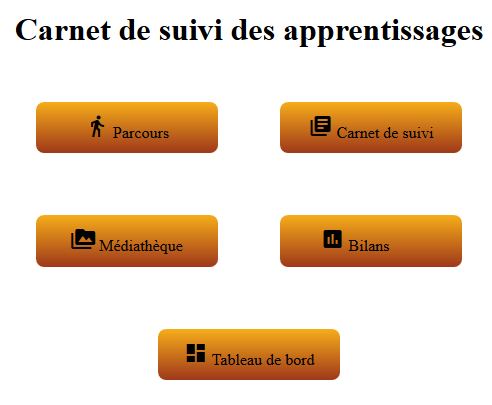 Carnet de suivi des apprentissages
Parcours
Carnet de suivi
Médiathèque
Bilans
Tableau de bord